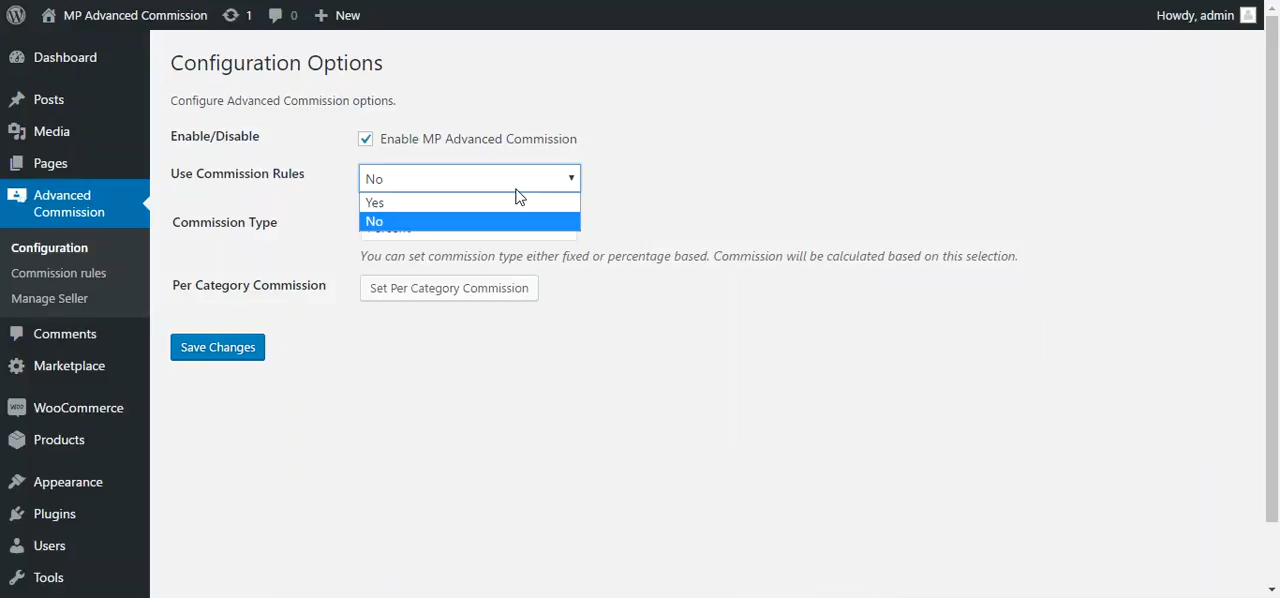 MP Advanced Commission 1 0 New Howdy, admin
Dashboard
Posts
Media
Pages
Advanced
Commission
Configuration
Commission rules
Manage Seller
Comments
Marketplace
WooCommerce
Products
Appearance
Plugins
Users
Tools
Configuration Options
Configure Advanced Commission options.
Enable/Disable Enable MP Advanced Commission
Use Commission Rules No
Yes
No
Commission Type
You can set commission type either fixed or percentage based. Commission will be calculated based on this selection.
Per Category Commission Set Per Category Commission
Save Changes